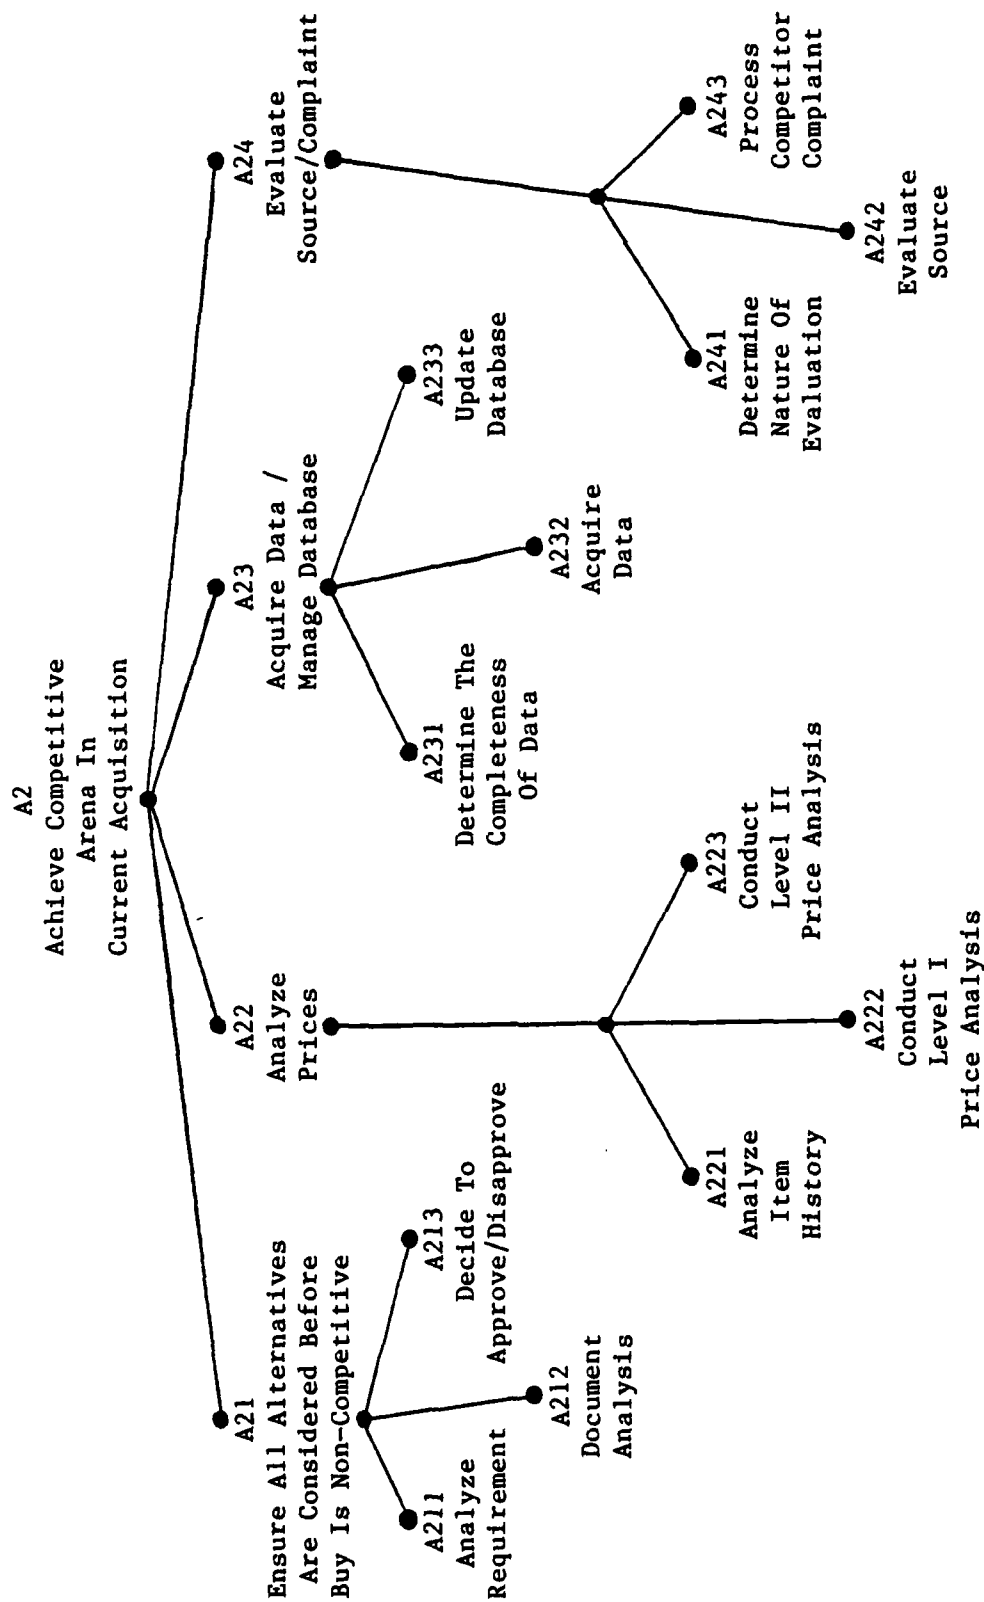 A2
Achieve Competitive
Arena In
Current Acquisition
A21
Ensure All Alternatives
Are Considered Before
Buy Is Non-Competitive
A22
Analyze
Prices
A23
Acquire Data /
Manage Database
A24
Evaluate
Source/Complaint
A211
Analyze
Requirement
A212
Document
Analysis
A213
Decide To
Approve/Disapprove
A221
Analyze
Item
History
A222
Conduct
Level I
Price Analysis
A223
Conduct
Level II
Price Analysis
A231
Determine The
Completeness
Of Data
A232
Acquire
Data
A233
Update
Database
A241
Determine
Nature Of
Evaluation
A242
Evaluate
Source
A243
Process
Competitor
Complaint